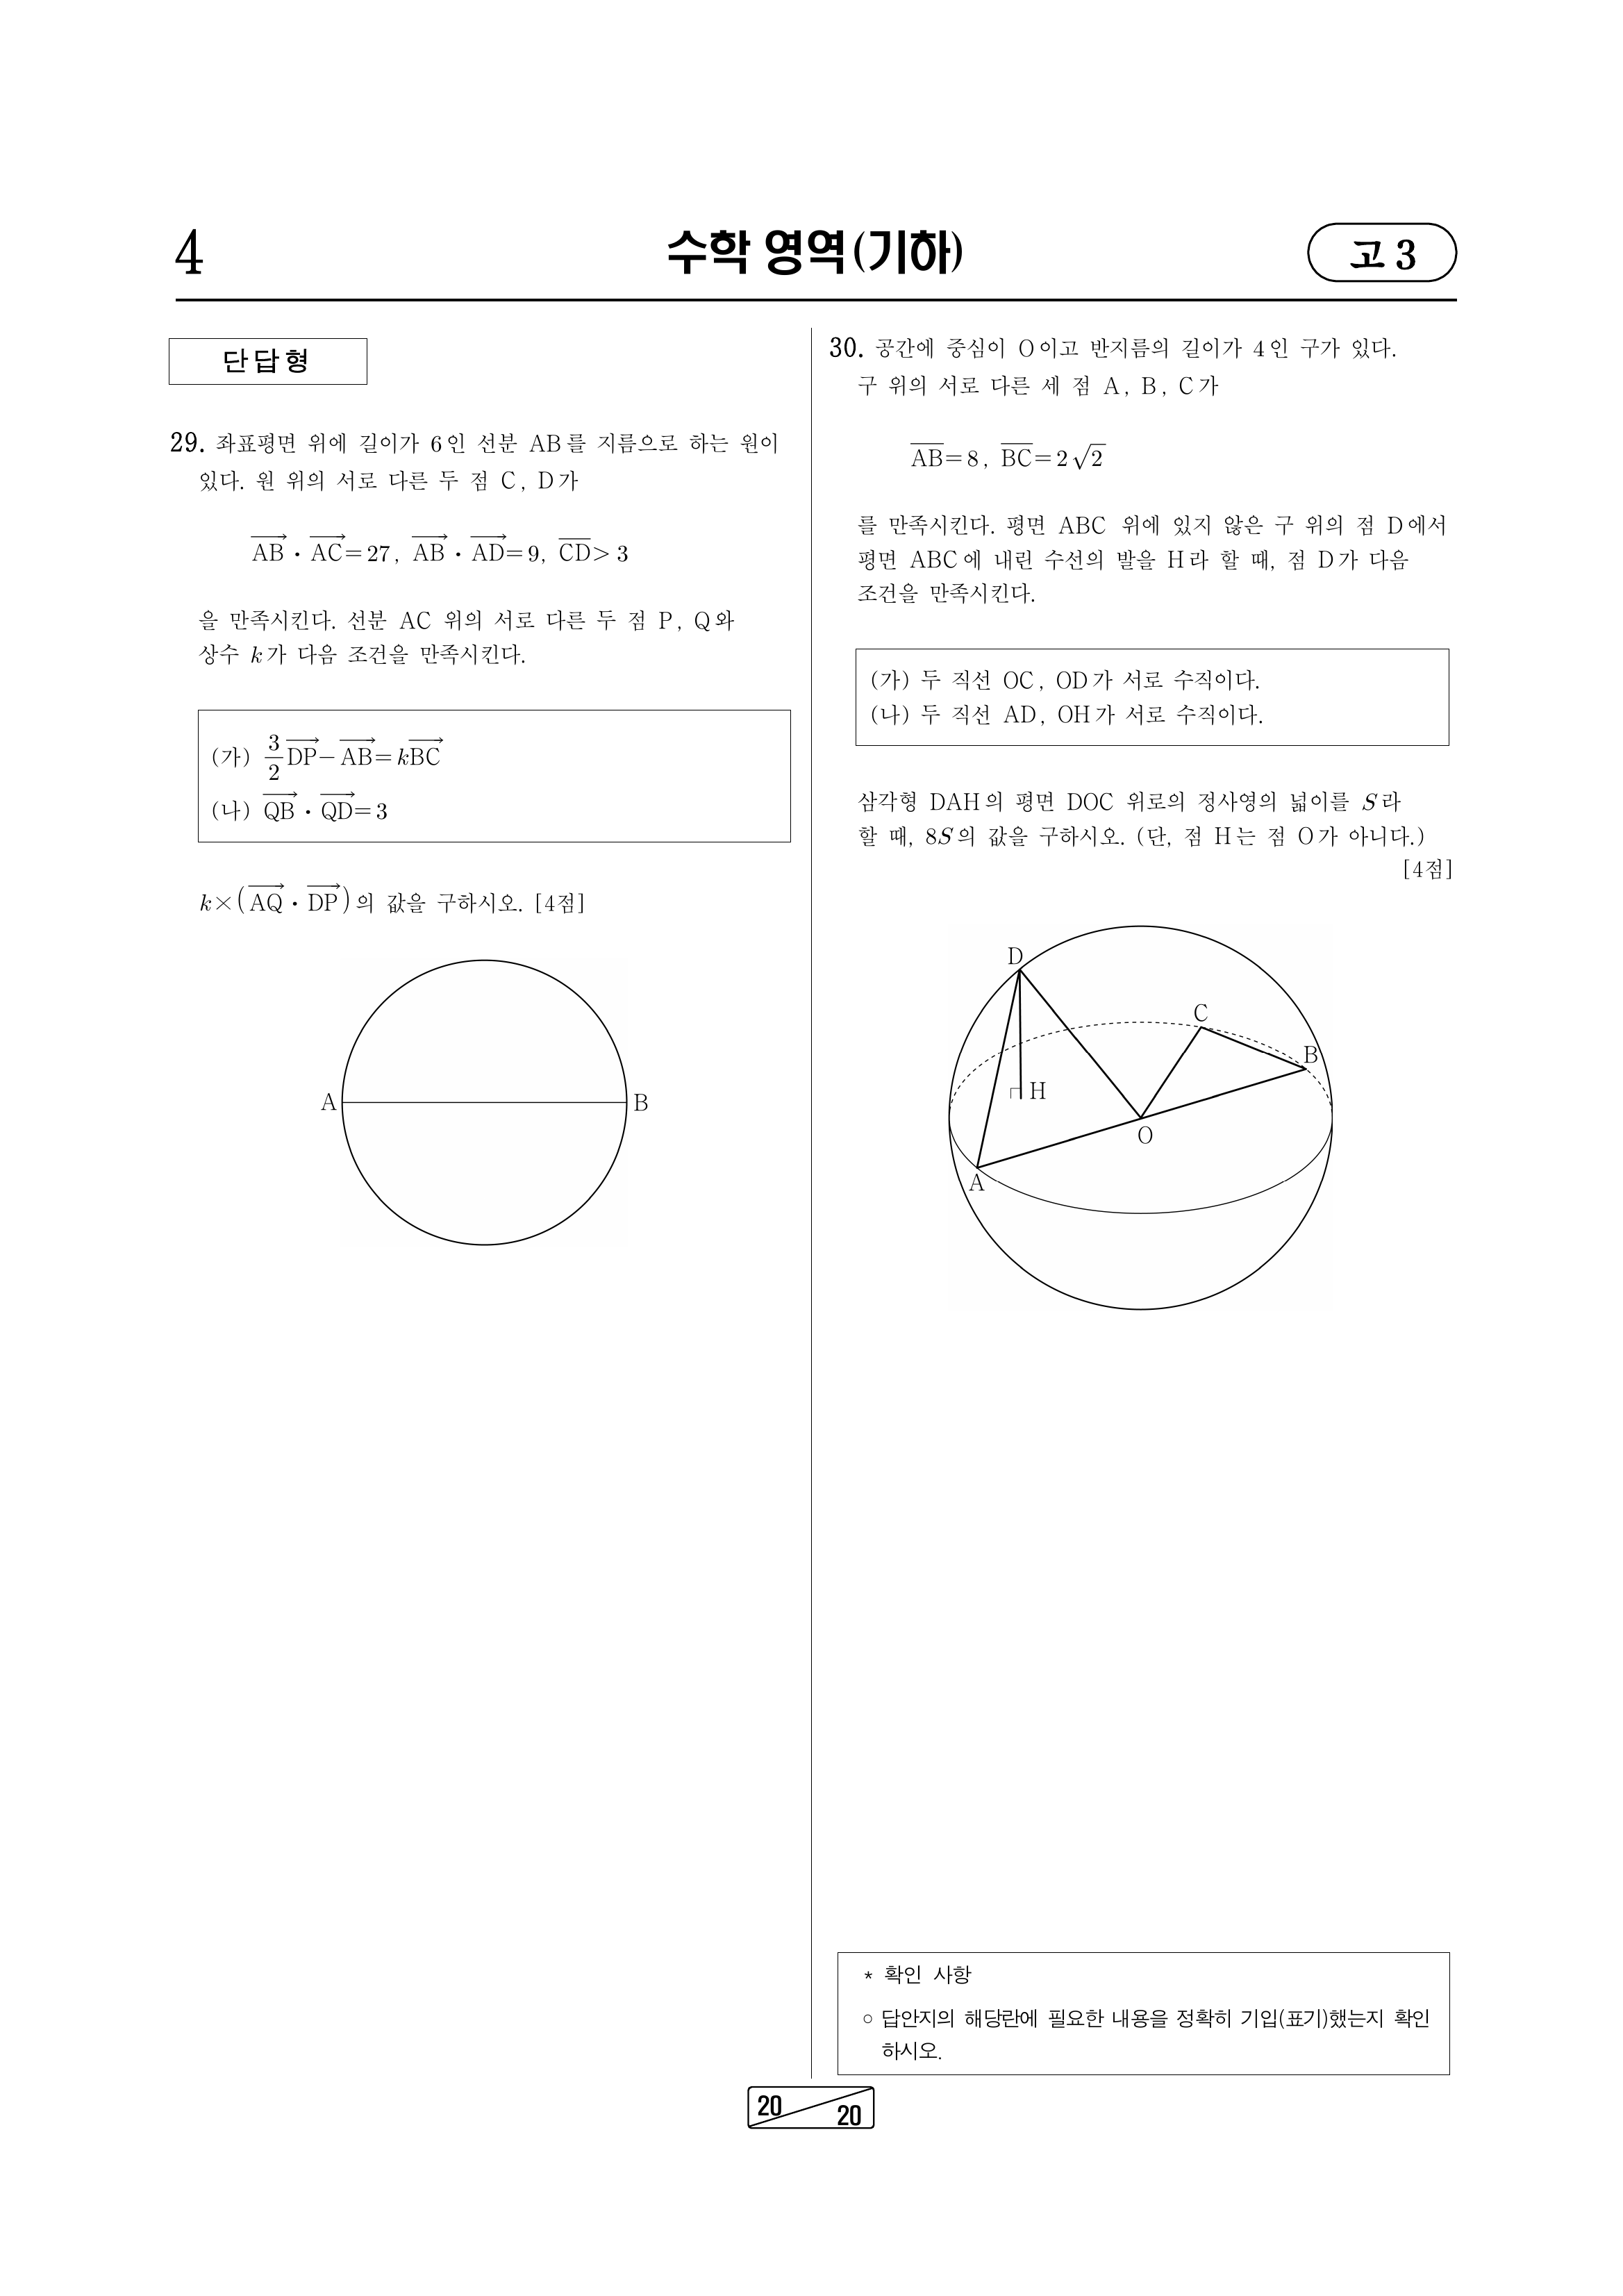 4
수학 영역(기하)
고 3
단답형
29. 좌표평면 위에 길이가 6인 선분 AB를 지름으로 하는 원이
있다. 원 위의 서로 다른 두 점 C, D가
$\overrightarrow{AB} \cdot \overrightarrow{AC} = 27$, $\overrightarrow{AB} \cdot \overrightarrow{AD} = 9$, $\overline{CD} > 3$
을 만족시킨다. 선분 AC 위의 서로 다른 두 점 P, Q와
상수 k가 다음 조건을 만족시킨다.
(가) $\frac{3}{2}\overrightarrow{DP} - \overrightarrow{AB} = k\overrightarrow{BC}$
(나) $\overrightarrow{QB} \cdot \overrightarrow{QD} = 3$
$k \times (\overrightarrow{AQ} \cdot \overrightarrow{DP})$의 값을 구하시오. [4점]
A
B
30. 공간에 중심이 O이고 반지름의 길이가 4인 구가 있다.
구 위의 서로 다른 세 점 A, B, C가
$\overline{AB} = 8$, $\overline{BC} = 2\sqrt{2}$
를 만족시킨다. 평면 ABC 위에 있지 않은 구 위의 점 D에서
평면 ABC에 내린 수선의 발을 H라 할 때, 점 D가 다음
조건을 만족시킨다.
(가) 두 직선 OC, OD가 서로 수직이다.
(나) 두 직선 AD, OH가 서로 수직이다.
삼각형 DAH의 평면 DOC 위로의 정사영의 넓이를 S라
할 때, 8S의 값을 구하시오. (단, 점 H는 점 O가 아니다.)
[4점]
D
C
B
H
O
A
* 확인 사항
○ 답안지의 해당란에 필요한 내용을 정확히 기입(표기)했는지 확인
하시오.
20
20